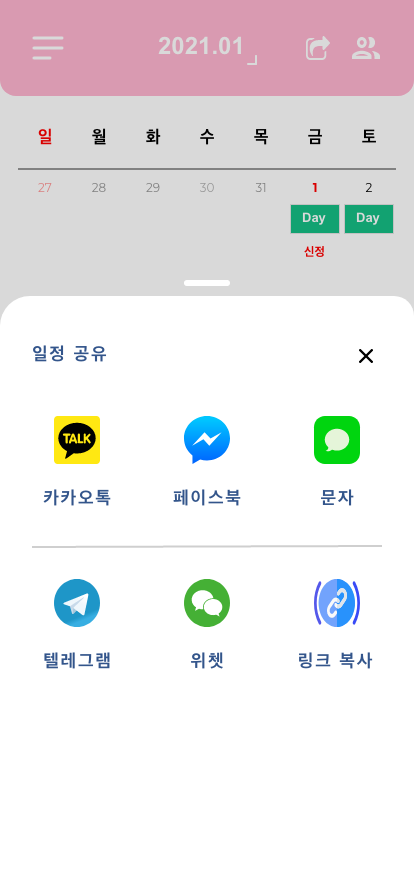 2021.01
일 월 화 수 목 금 토
27 28 29 30 31 1 2
Day Day
신정
일정 공유
TALK
카카오톡 페이스북 문자
텔레그램 위쳇 링크 복사